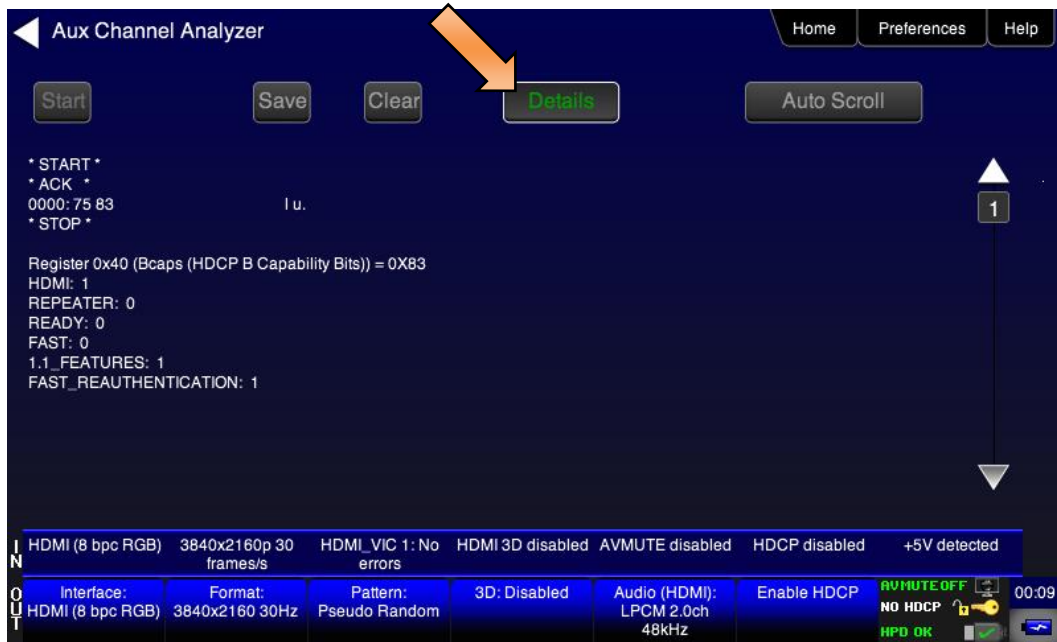 Aux Channel Analyzer
Home Preferences Help
Start Save Clear Details Auto Scroll
* START *
* ACK *
0000: 75 83 l u.
* STOP *
1
Register 0x40 (Bcaps (HDCP B Capability Bits)) = 0X83
HDMI: 1
REPEATER: 0
READY: 0
FAST: 0
1.1_FEATURES: 1
FAST_REAUTHENTICATION: 1
IN
HDMI (8 bpc RGB) 3840x2160p 30 HDMI_VIC 1: No HDMI 3D disabled AVMUTE disabled HDCP disabled +5V detected
frames/s errors
OUT
Interface: Format: Pattern: 3D: Disabled Audio (HDMI): Enable HDCP AVMUTE OFF 00:09
HDMI (8 bpc RGB) 3840x2160 30Hz Pseudo Random LPCM 2.0ch NO HDCP
48kHz HPD OK